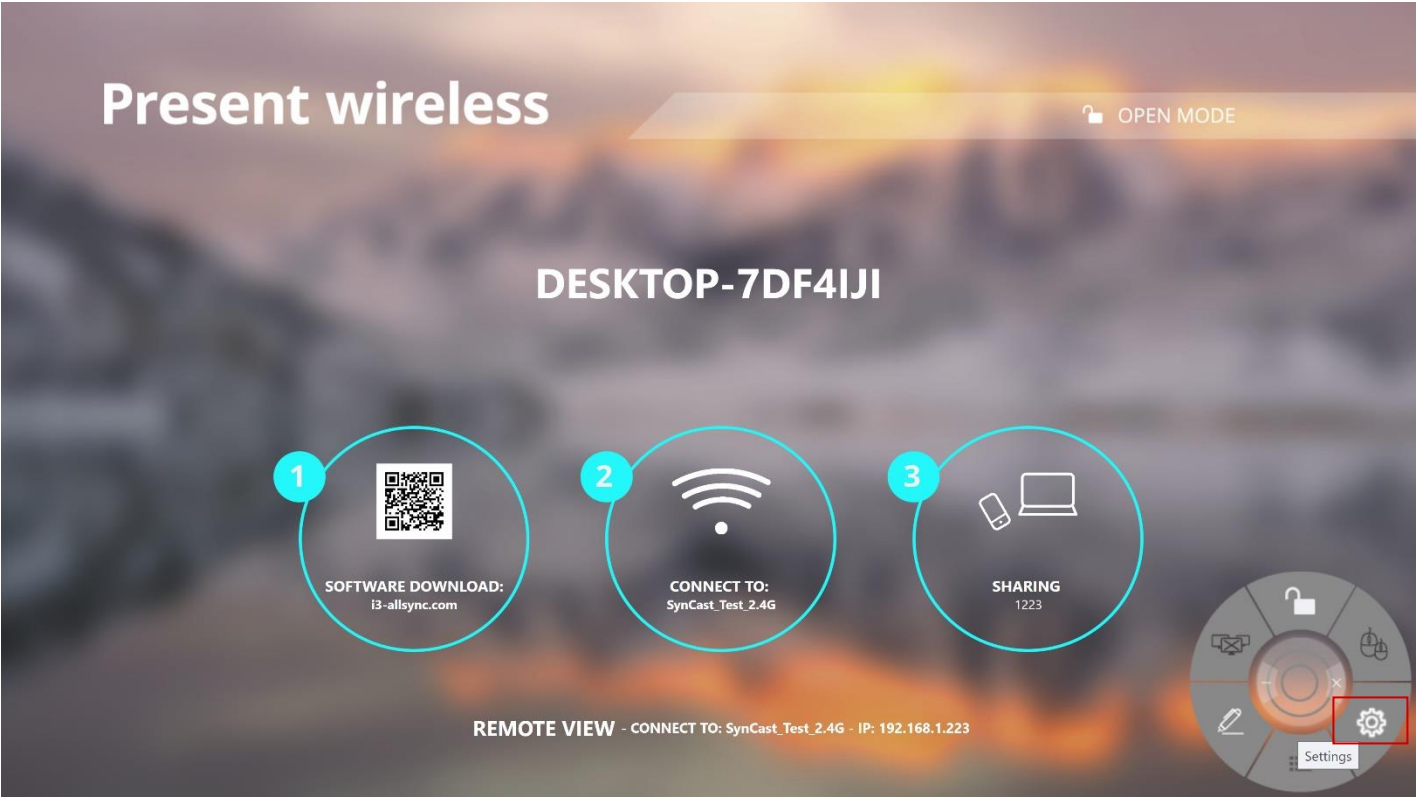 Present wireless
OPEN MODE
DESKTOP-7DF4IJI
1
2
3
SOFTWARE DOWNLOAD:
i3-allsync.com
CONNECT TO:
SynCast_Test_2.4G
SHARING
1223
REMOTE VIEW - CONNECT TO: SynCast_Test_2.4G - IP: 192.168.1.223
Settings